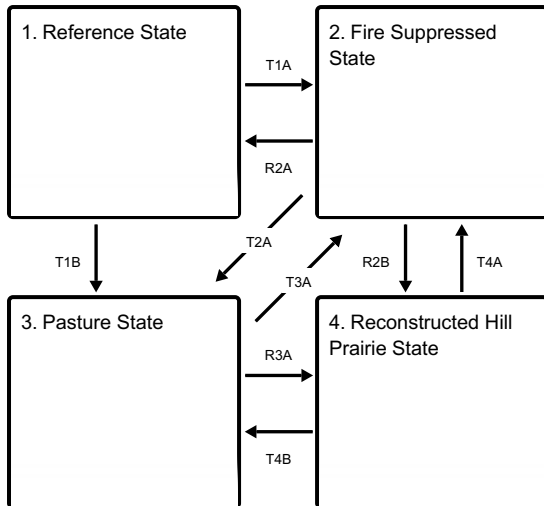 1. Reference State
2. Fire Suppressed
State
T1A
R2A
T2A
T3A
T1B
R2B
T4A
3. Pasture State
4. Reconstructed Hill
Prairie State
R3A
T4B